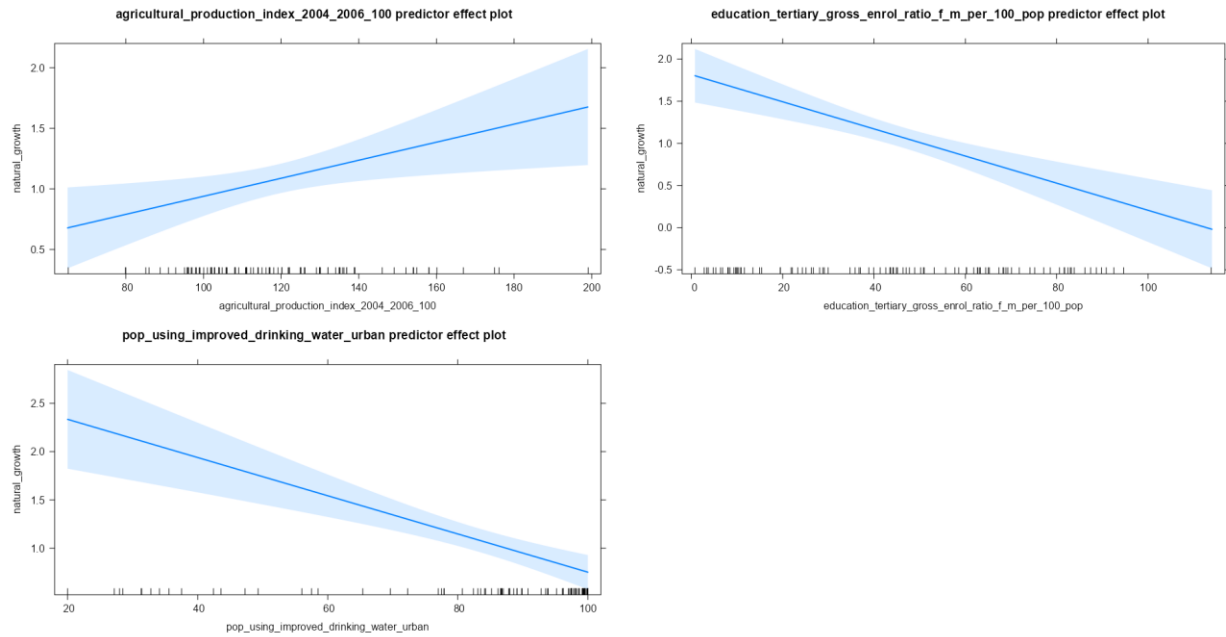 agricultural_production_index_2004_2006_100 predictor effect plot
2.0
1.5
1.0
0.5
natural_growth
80 100 120 140 160 180 200
agricultural_production_index_2004_2006_100
education_tertiary_gross_enrol_ratio_f_m_per_100_pop predictor effect plot
2.0
1.5
1.0
0.5
0.0
-0.5
natural_growth
0 20 40 60 80 100
education_tertiary_gross_enrol_ratio_f_m_per_100_pop
pop_using_improved_drinking_water_urban predictor effect plot
2.5
2.0
1.5
1.0
natural_growth
20 40 60 80 100
pop_using_improved_drinking_water_urban